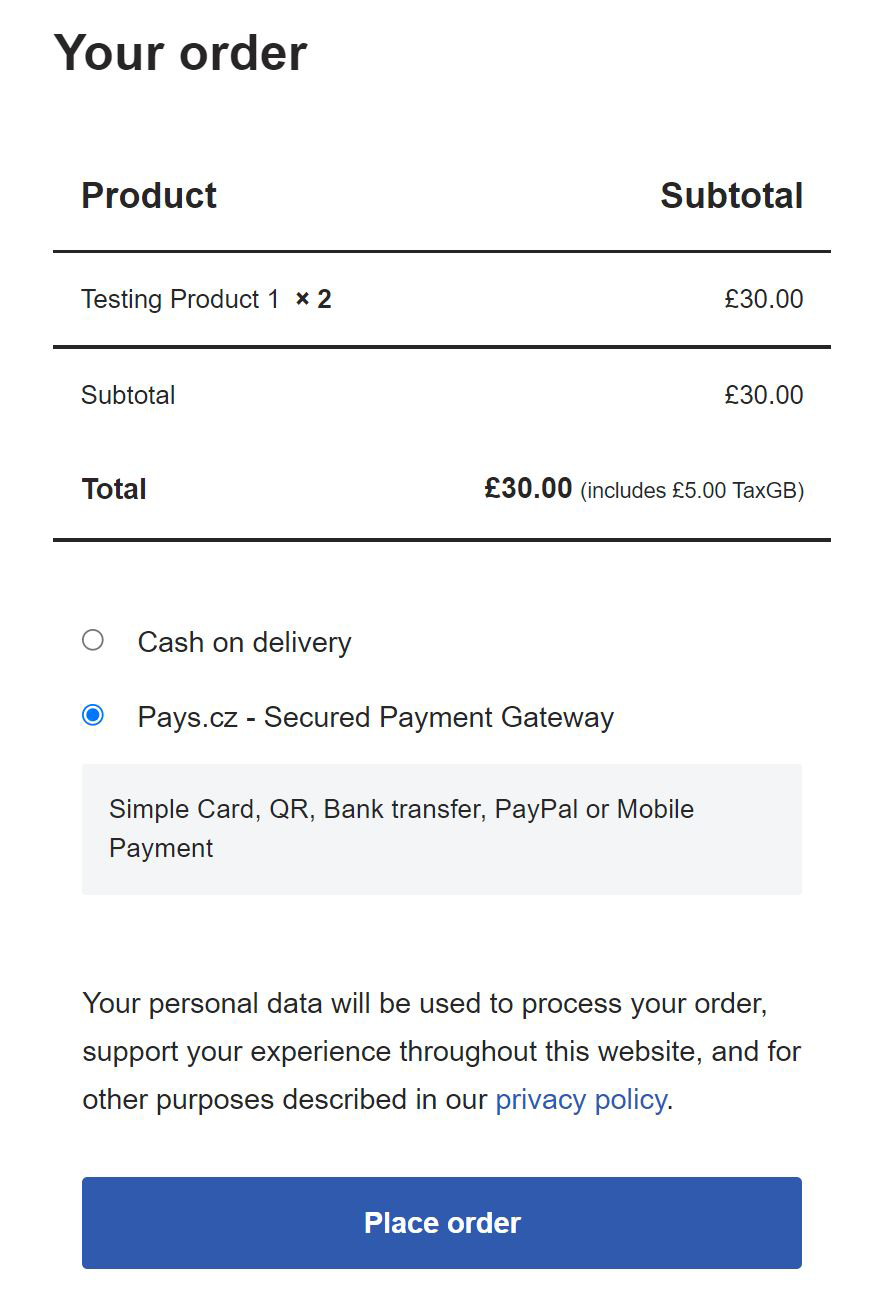 Your order
Product Subtotal
Testing Product 1 × 2 £30.00
Subtotal £30.00
Total £30.00 (includes £5.00 TaxGB)
Cash on delivery
Pays.cz - Secured Payment Gateway
Simple Card, QR, Bank transfer, PayPal or Mobile
Payment
Your personal data will be used to process your order,
support your experience throughout this website, and for
other purposes described in our privacy policy.
Place order